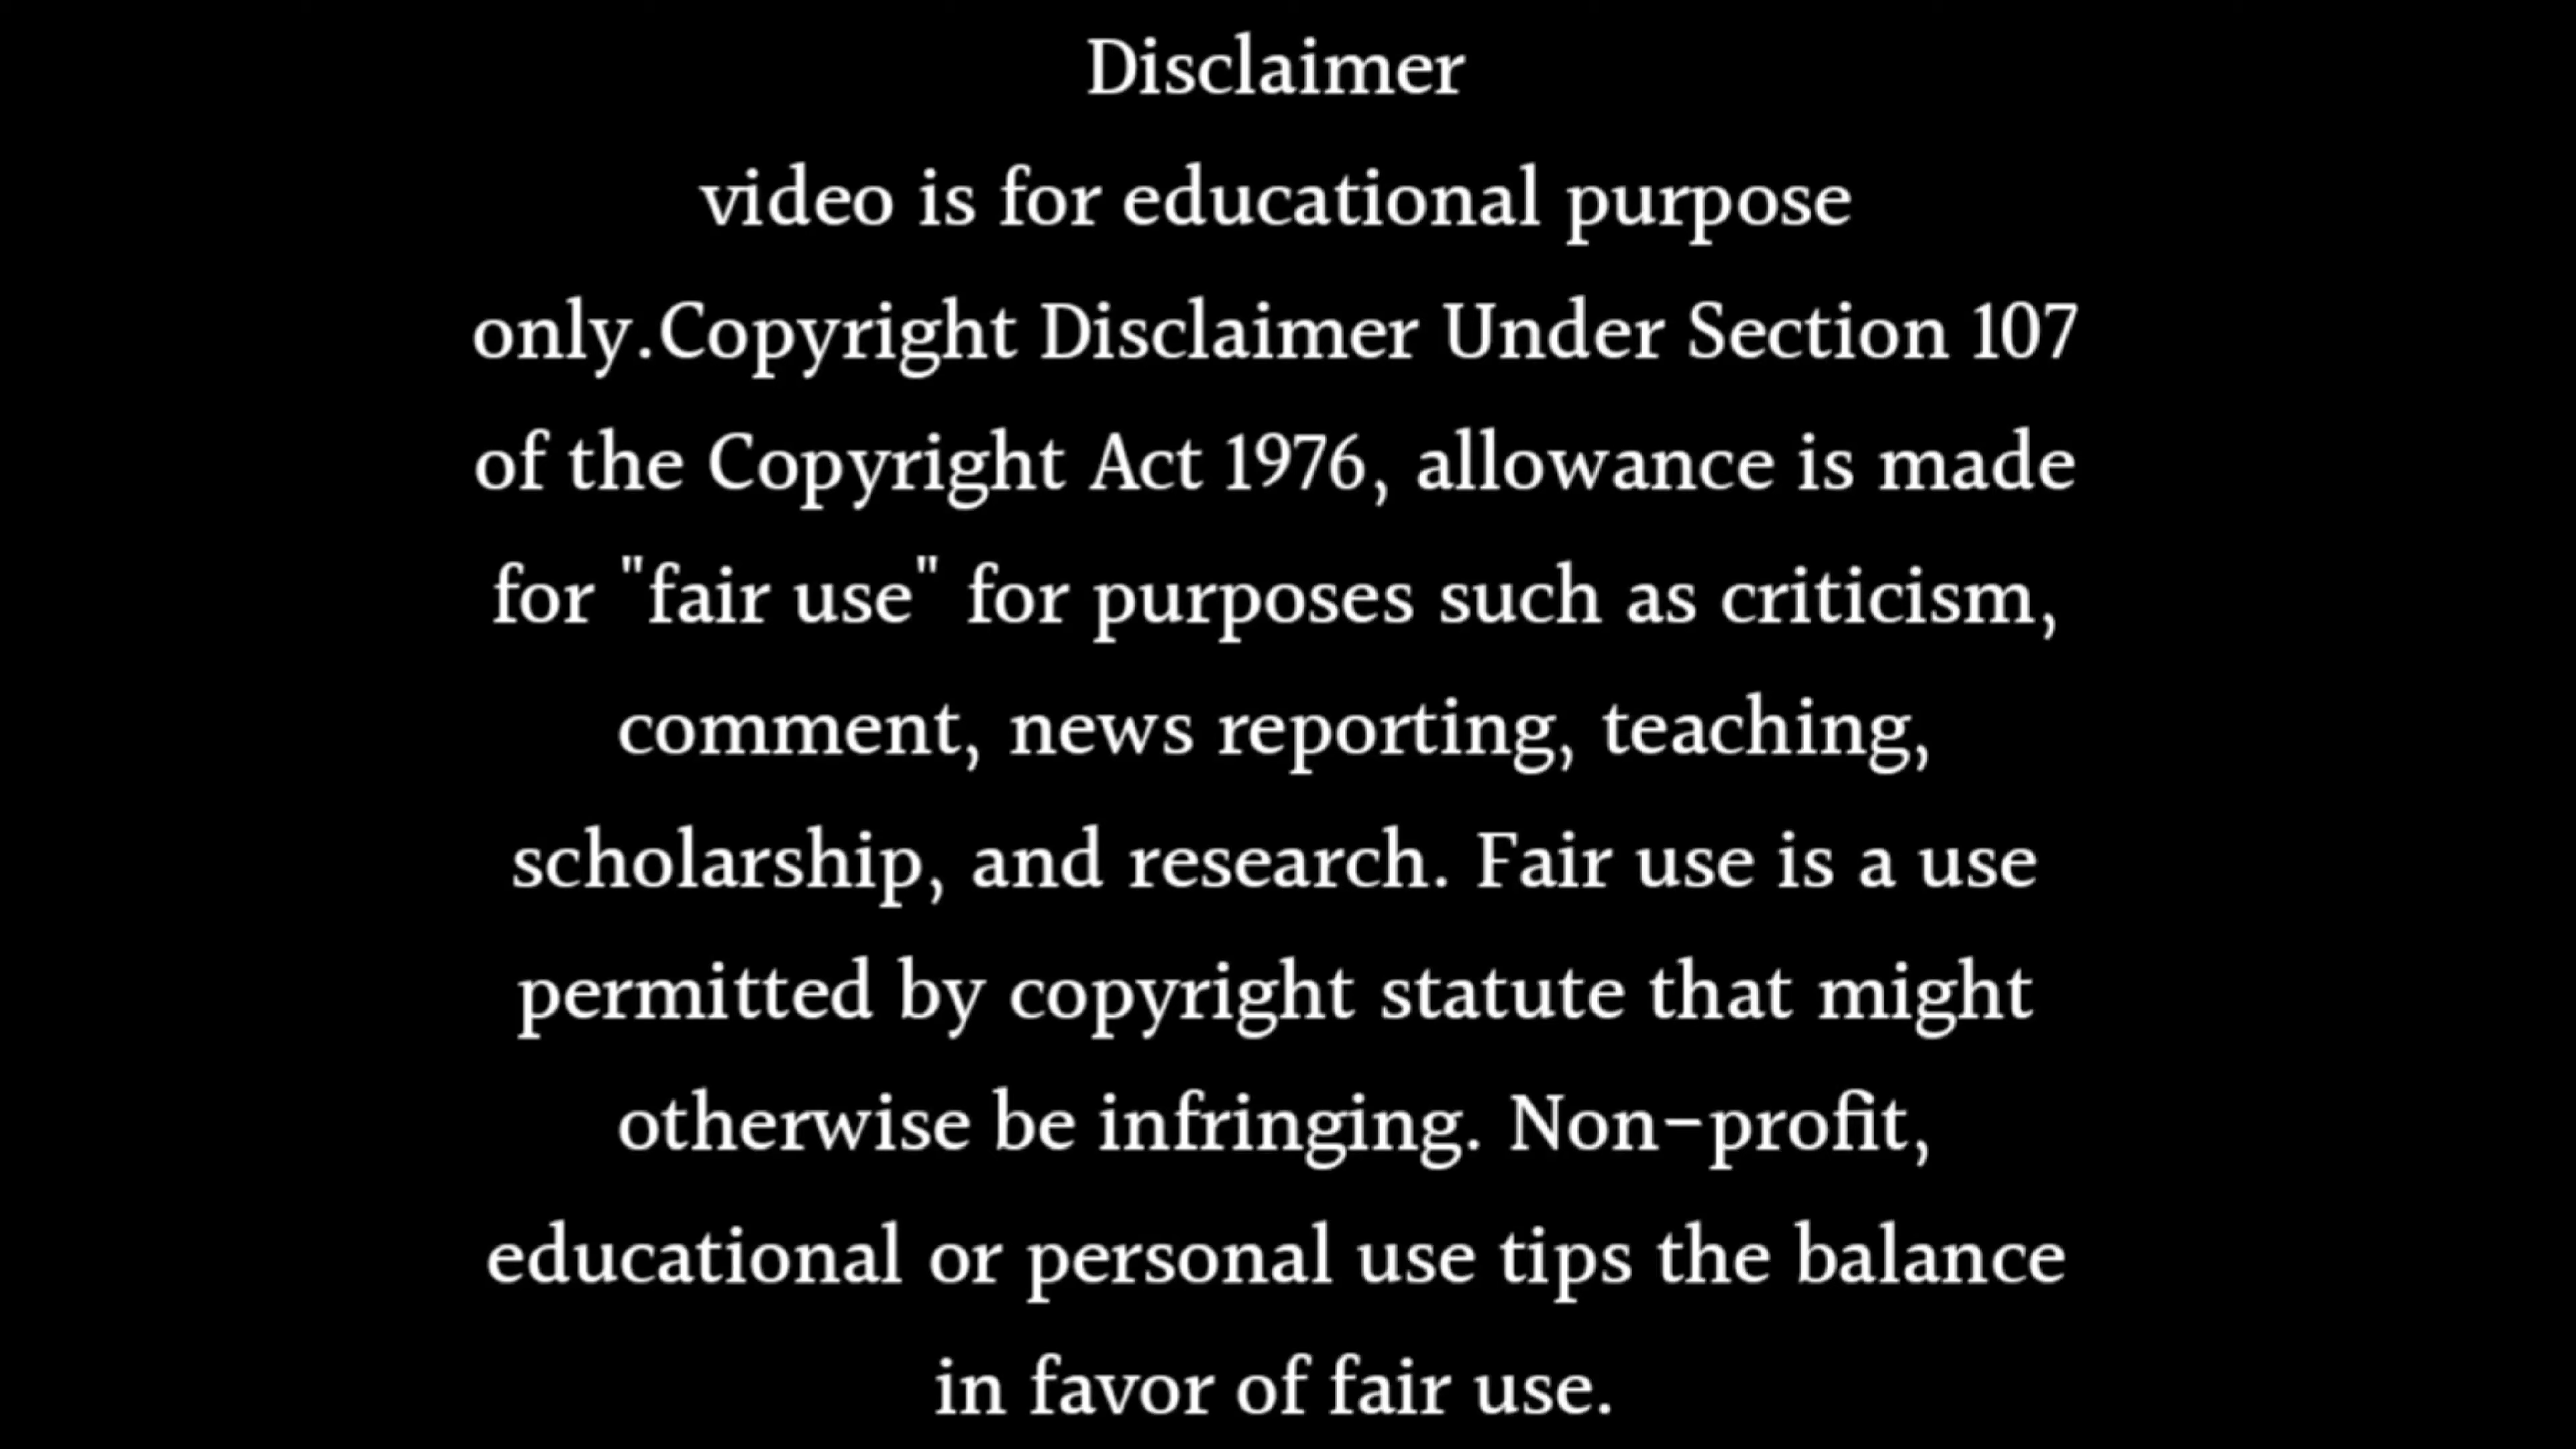 Disclaimer
video is for educational purpose
only.Copyright Disclaimer Under Section 107
of the Copyright Act 1976, allowance is made
for "fair use" for purposes such as criticism,
comment, news reporting, teaching,
scholarship, and research. Fair use is a use
permitted by copyright statute that might
otherwise be infringing. Non-profit,
educational or personal use tips the balance
in favor of fair use.